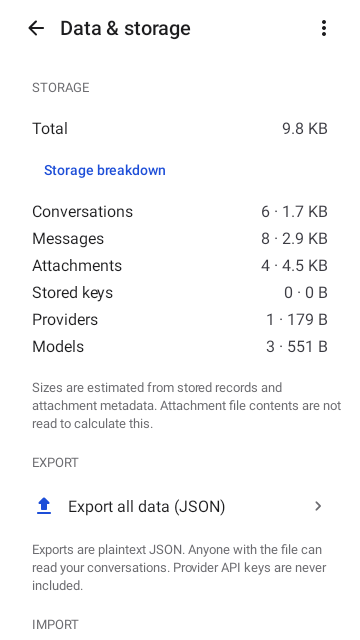 Data & storage
STORAGE
Total 9.8 KB
Storage breakdown
Conversations 6 · 1.7 KB
Messages 8 · 2.9 KB
Attachments 4 · 4.5 KB
Stored keys 0 · 0 B
Providers 1 · 179 B
Models 3 · 551 B
Sizes are estimated from stored records and
attachment metadata. Attachment file contents are not
read to calculate this.
EXPORT
Export all data (JSON)
Exports are plaintext JSON. Anyone with the file can
read your conversations. Provider API keys are never
included.
IMPORT